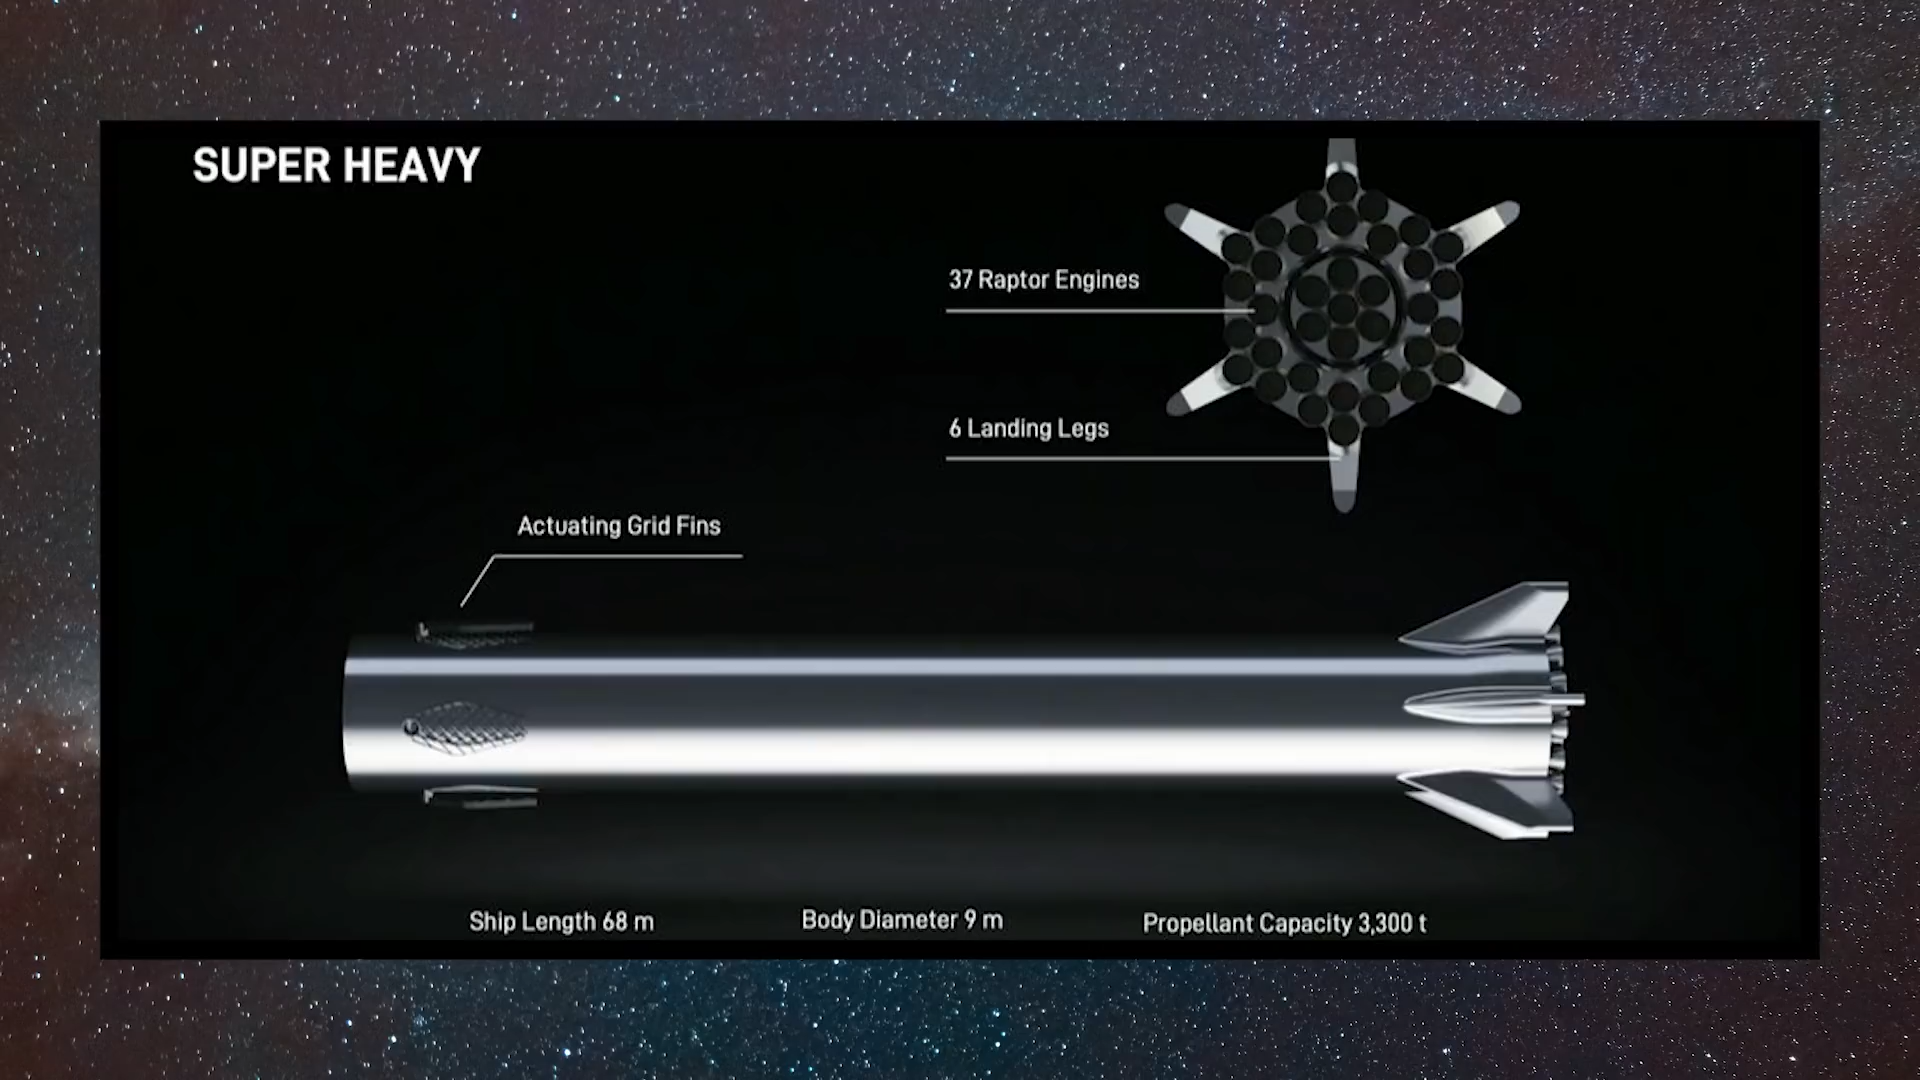 SUPER HEAVY
37 Raptor Engines
6 Landing Legs
Actuating Grid Fins
Ship Length 68 m
Body Diameter 9 m
Propellant Capacity 3,300 t